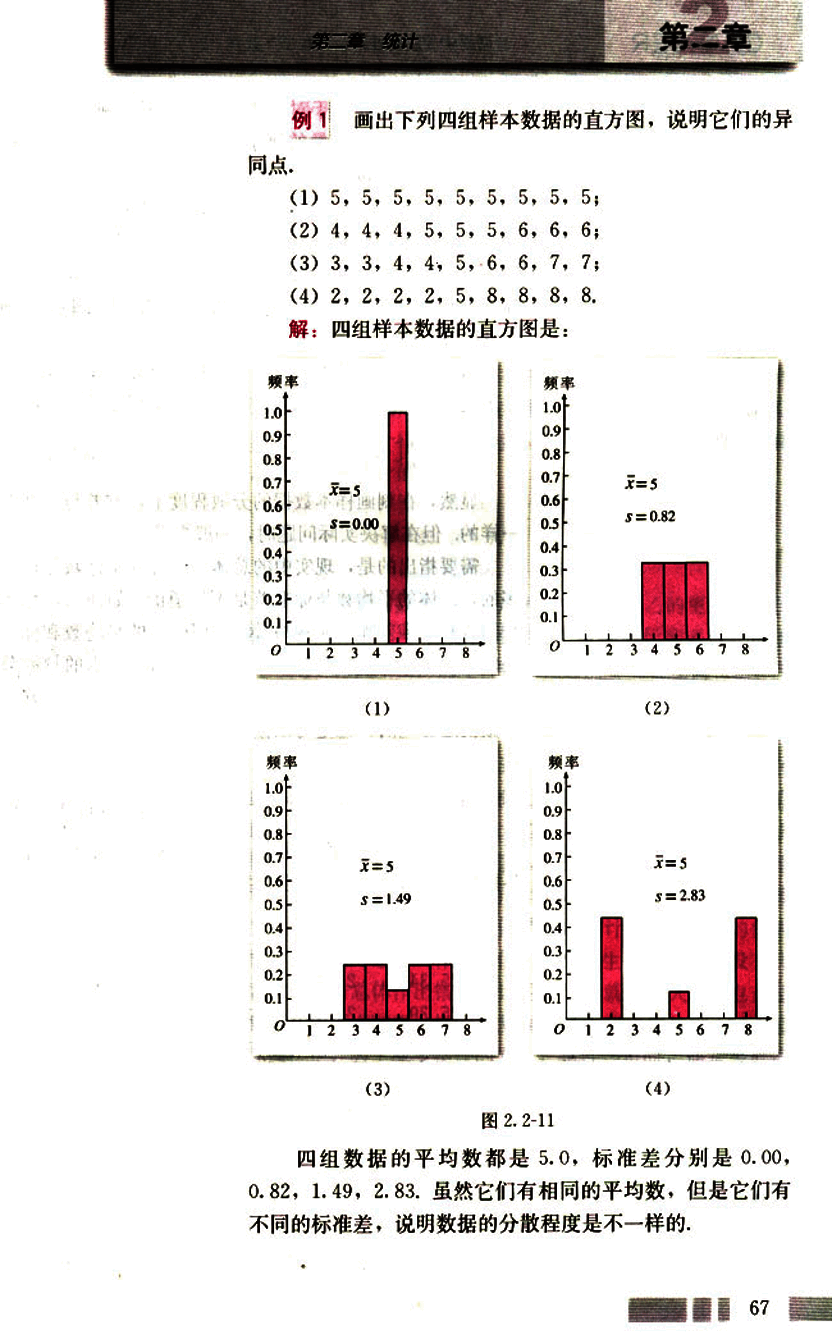 第二章 统计
第二章
例1 画出下列四组样本数据的直方图，说明它们的异
同点.
(1) 5，5，5，5，5，5，5，5，5；
(2) 4，4，4，5，5，5，6，6，6；
(3) 3，3，4，4，5，6，6，7，7；
(4) 2，2，2，2，5，8，8，8，8.
解：四组样本数据的直方图是：
频率
1.0
0.9
0.8
0.7
0.6
0.5
0.4
0.3
0.2
0.1
x̄=5
s=0.00
O 1 2 3 4 5 6 7 8
(1)
频率
1.0
0.9
0.8
0.7
0.6
0.5
0.4
0.3
0.2
0.1
x̄=5
s=0.82
O 1 2 3 4 5 6 7 8
(2)
频率
1.0
0.9
0.8
0.7
0.6
0.5
0.4
0.3
0.2
0.1
x̄=5
s=1.49
O 1 2 3 4 5 6 7 8
(3)
频率
1.0
0.9
0.8
0.7
0.6
0.5
0.4
0.3
0.2
0.1
x̄=5
s=2.83
O 1 2 3 4 5 6 7 8
(4)
图 2.2-11
四组数据的平均数都是 5.0，标准差分别是 0.00，
0.82，1.49，2.83. 虽然它们有相同的平均数，但是它们有
不同的标准差，说明数据的分散程度是不一样的.
67